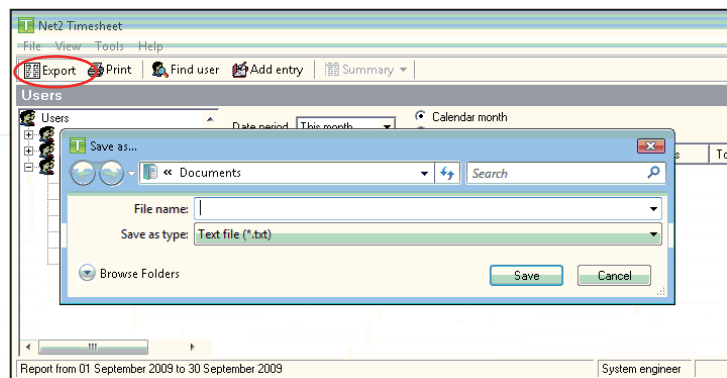 Net2 Timesheet
File View Tools Help
Export Print Find user Add entry Summary
Users
Users
Date period This month Calendar month
Save as...
« Documents Search
File name:
Save as type: Text file (*.txt)
Browse Folders Save Cancel
Report from 01 September 2009 to 30 September 2009 System engineer